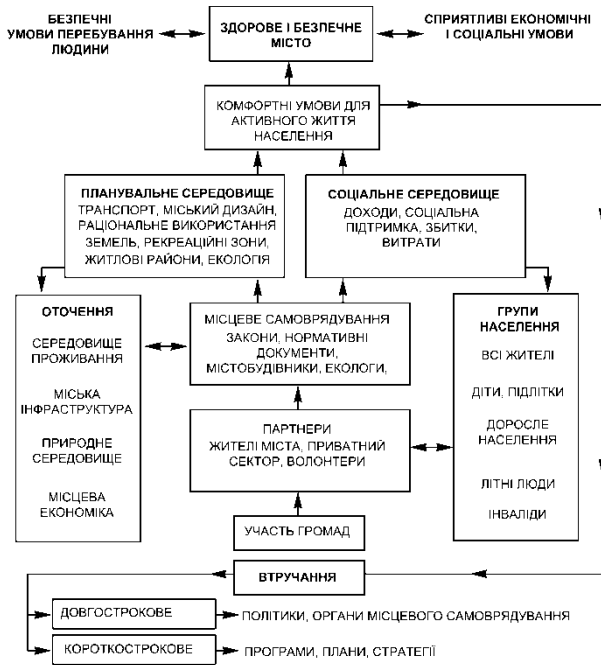 БЕЗПЕЧНІ
УМОВИ ПЕРЕБУВАННЯ
ЛЮДИНИ
ЗДОРОВЕ І БЕЗПЕЧНЕ
МІСТО
СПРИЯТЛИВІ ЕКОНОМІЧНІ
І СОЦІАЛЬНІ УМОВИ
КОМФОРТНІ УМОВИ ДЛЯ
АКТИВНОГО ЖИТТЯ
НАСЕЛЕННЯ
ПЛАНУВАЛЬНЕ СЕРЕДОВИЩЕ
ТРАНСПОРТ, МІСЬКИЙ ДИЗАЙН,
РАЦІОНАЛЬНЕ ВИКОРИСТАННЯ
ЗЕМЕЛЬ, РЕКРЕАЦІЙНІ ЗОНИ,
ЖИТЛОВІ РАЙОНИ, ЕКОЛОГІЯ
СОЦІАЛЬНЕ СЕРЕДОВИЩЕ
ДОХОДИ, СОЦІАЛЬНА
ПІДТРИМКА, ЗБИТКИ,
ВИТРАТИ
ОТОЧЕННЯ
СЕРЕДОВИЩЕ
ПРОЖИВАННЯ
МІСЬКА
ІНФРАСТРУКТУРА
ПРИРОДНЕ
СЕРЕДОВИЩЕ
МІСЦЕВА
ЕКОНОМІКА
МІСЦЕВЕ САМОВРЯДУВАННЯ
ЗАКОНИ, НОРМАТИВНІ
ДОКУМЕНТИ,
МІСТОБУДІВНИКИ, ЕКОЛОГИ,
ГРУПИ
НАСЕЛЕННЯ
ВСІ ЖИТЕЛІ
ДІТИ, ПІДЛІТКИ
ДОРОСЛЕ
НАСЕЛЕННЯ
ЛІТНІ ЛЮДИ
ІНВАЛІДИ
ПАРТНЕРИ
ЖИТЕЛІ МІСТА, ПРИВАТНИЙ
СЕКТОР, ВОЛОНТЕРИ
УЧАСТЬ ГРОМАД
ВТРУЧАННЯ
ДОВГОСТРОКОВЕ
ПОЛІТИКИ, ОРГАНИ МІСЦЕВОГО САМОВРЯДУВАННЯ
КОРОТКОСТРОКОВЕ
ПРОГРАМИ, ПЛАНИ, СТРАТЕГІЇ